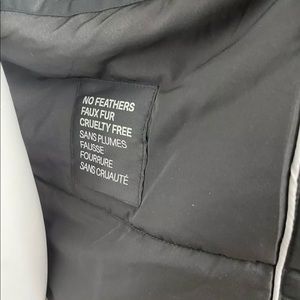 NO FEATHERS
FAUX FUR
CRUELTY FREE
SANS PLUMES
FAUSSE
FOURRURE
SANS CRUAUTÉ